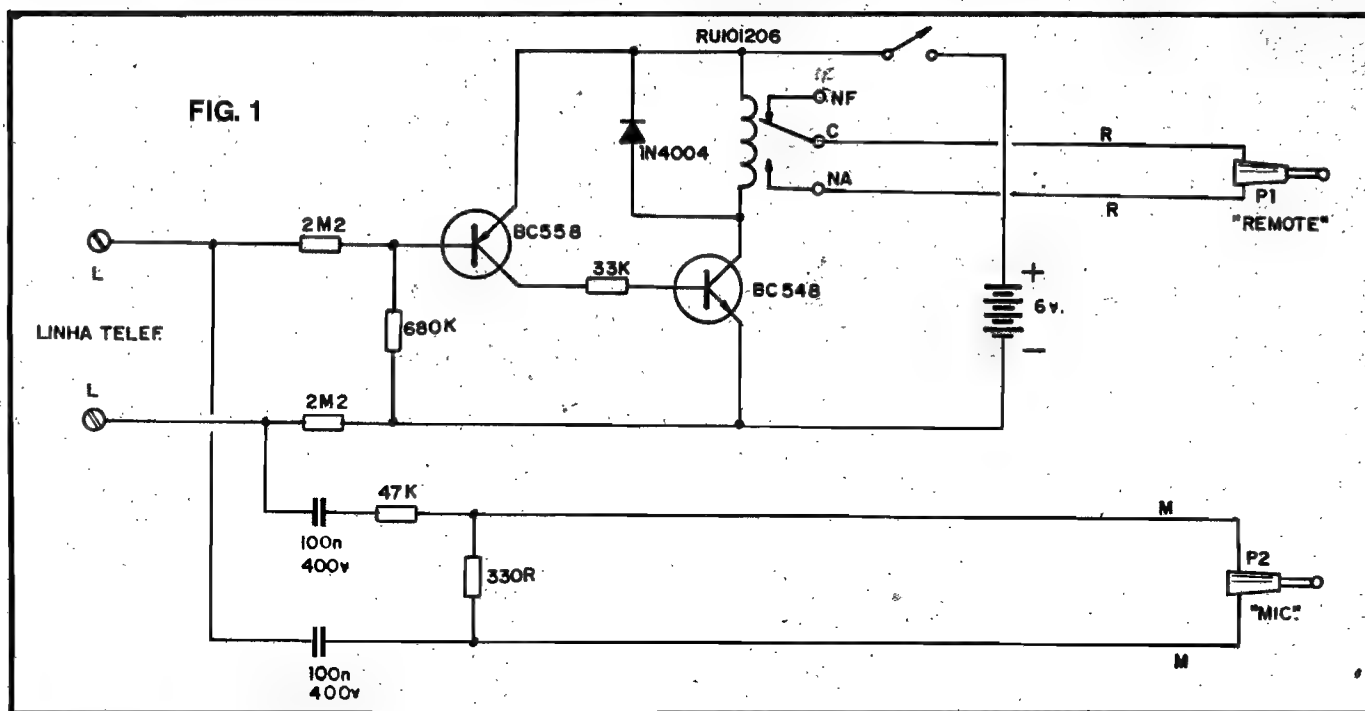 FIG. 1
RU101206
NF
C
NA
1N4004
R
R
P1
"REMOTE"
2M2
BC558
33K
BC548
680K
L
LINHA TELEF.
L
2M2
+
6v.
−
47K
100n
400v
330R
100n
400v
M
P2
"MIC."
M